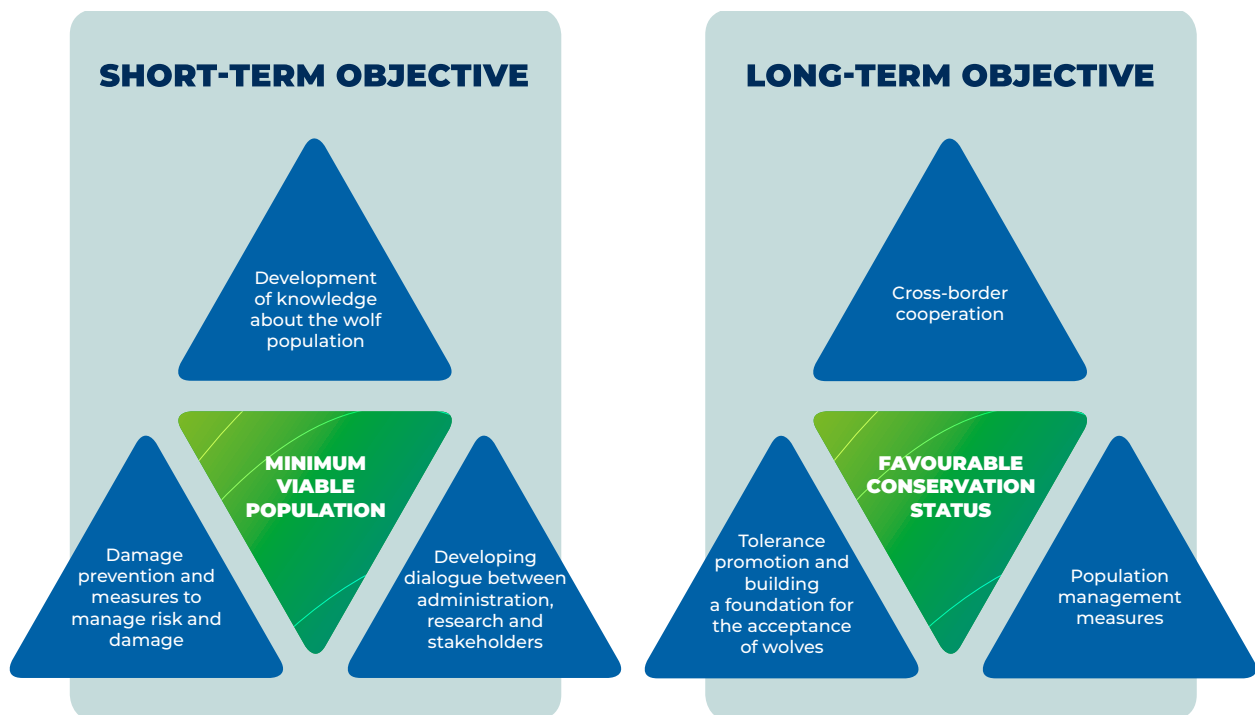 SHORT-TERM OBJECTIVE
Development
of knowledge
about the wolf
population
MINIMUM
VIABLE
POPULATION
Damage
prevention and
measures to
manage risk and
damage
Developing
dialogue between
administration,
research and
stakeholders
LONG-TERM OBJECTIVE
Cross-border
cooperation
FAVOURABLE
CONSERVATION
STATUS
Tolerance
promotion and
building
a foundation for
the acceptance
of wolves
Population
management
measures